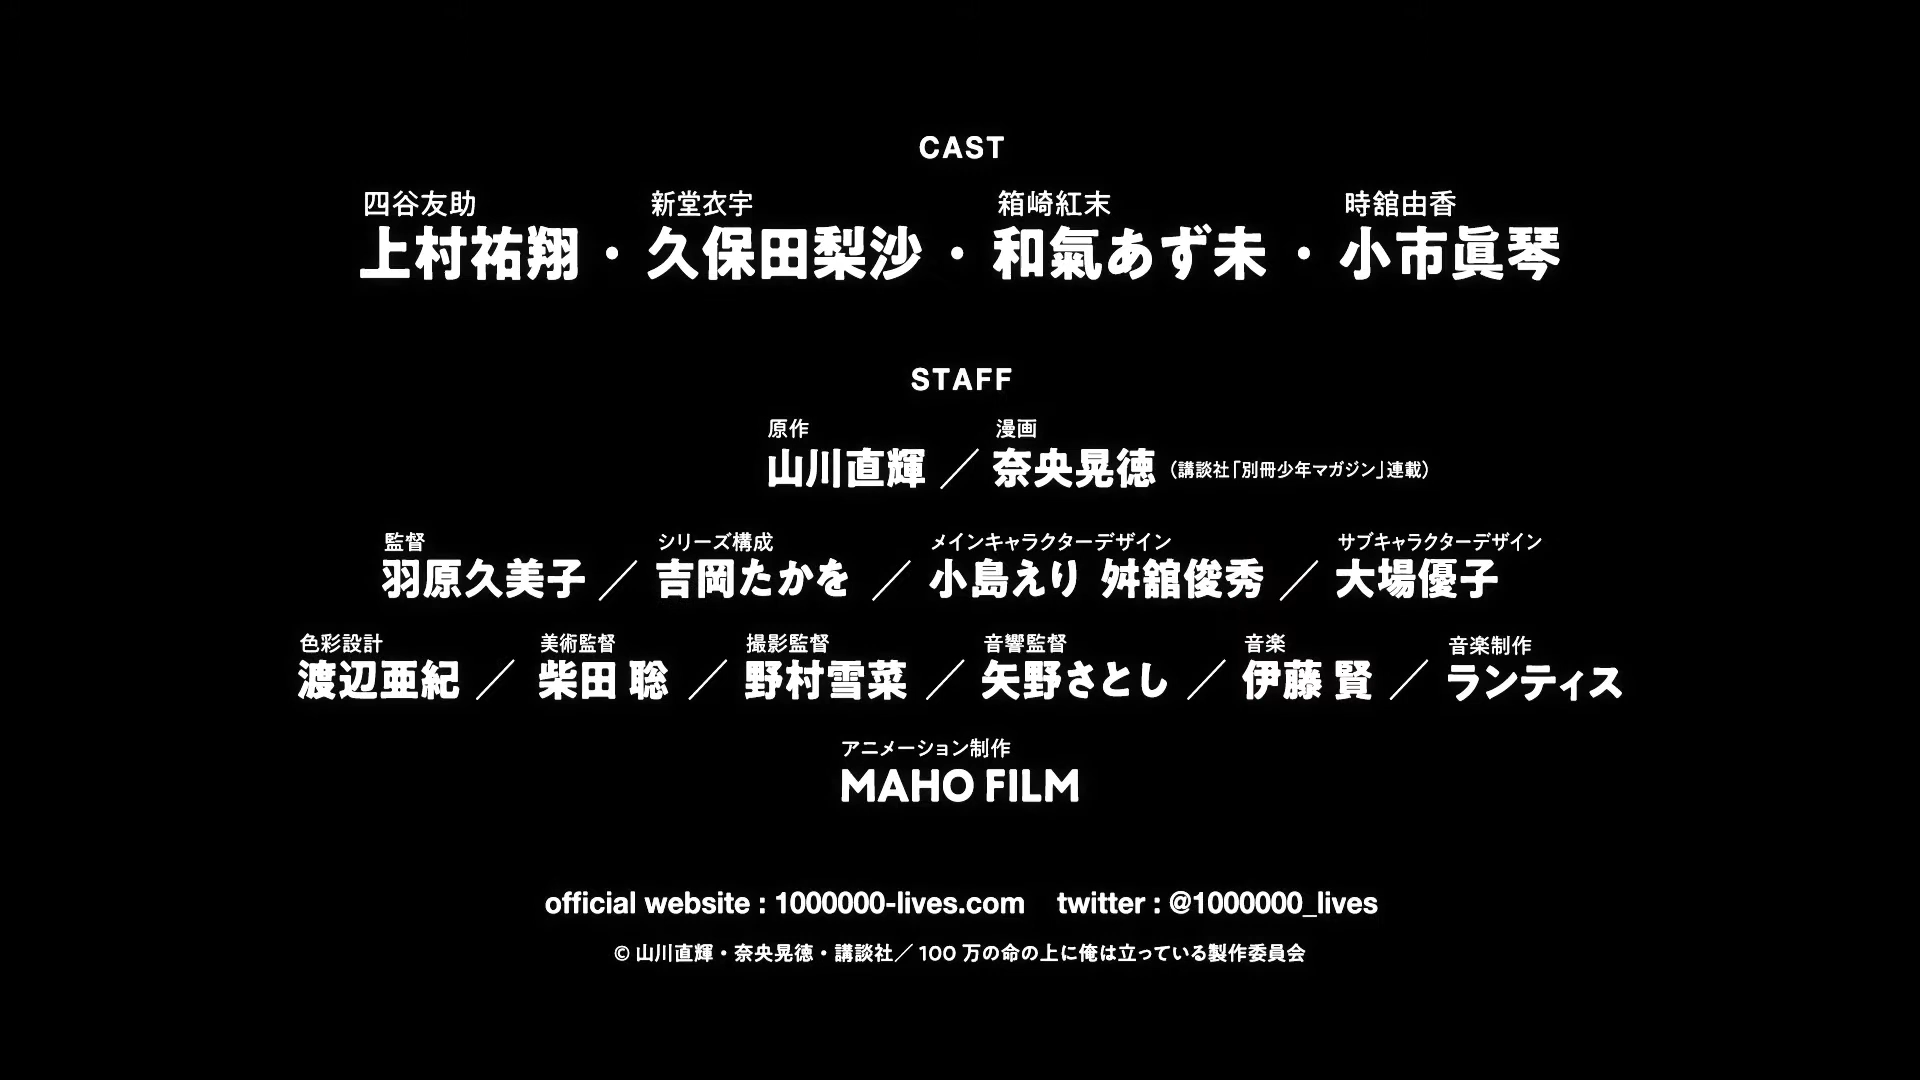 CAST
四谷友助 新堂衣宇 箱崎紅末 時舘由香
上村祐翔・久保田梨沙・和氣あず未・小市眞琴
STAFF
原作 漫画
山川直輝／奈央晃徳（講談社「別冊少年マガジン」連載）
監督 シリーズ構成 メインキャラクターデザイン サブキャラクターデザイン
羽原久美子／吉岡たかを／小島えり 舛舘俊秀／大場優子
色彩設計 美術監督 撮影監督 音響監督 音楽 音楽制作
渡辺亜紀／柴田 聡／野村雪菜／矢野さとし／伊藤 賢／ランティス
アニメーション制作
MAHO FILM
official website : 1000000-lives.com twitter : @1000000_lives
© 山川直輝・奈央晃徳・講談社／100 万の命の上に俺は立っている製作委員会